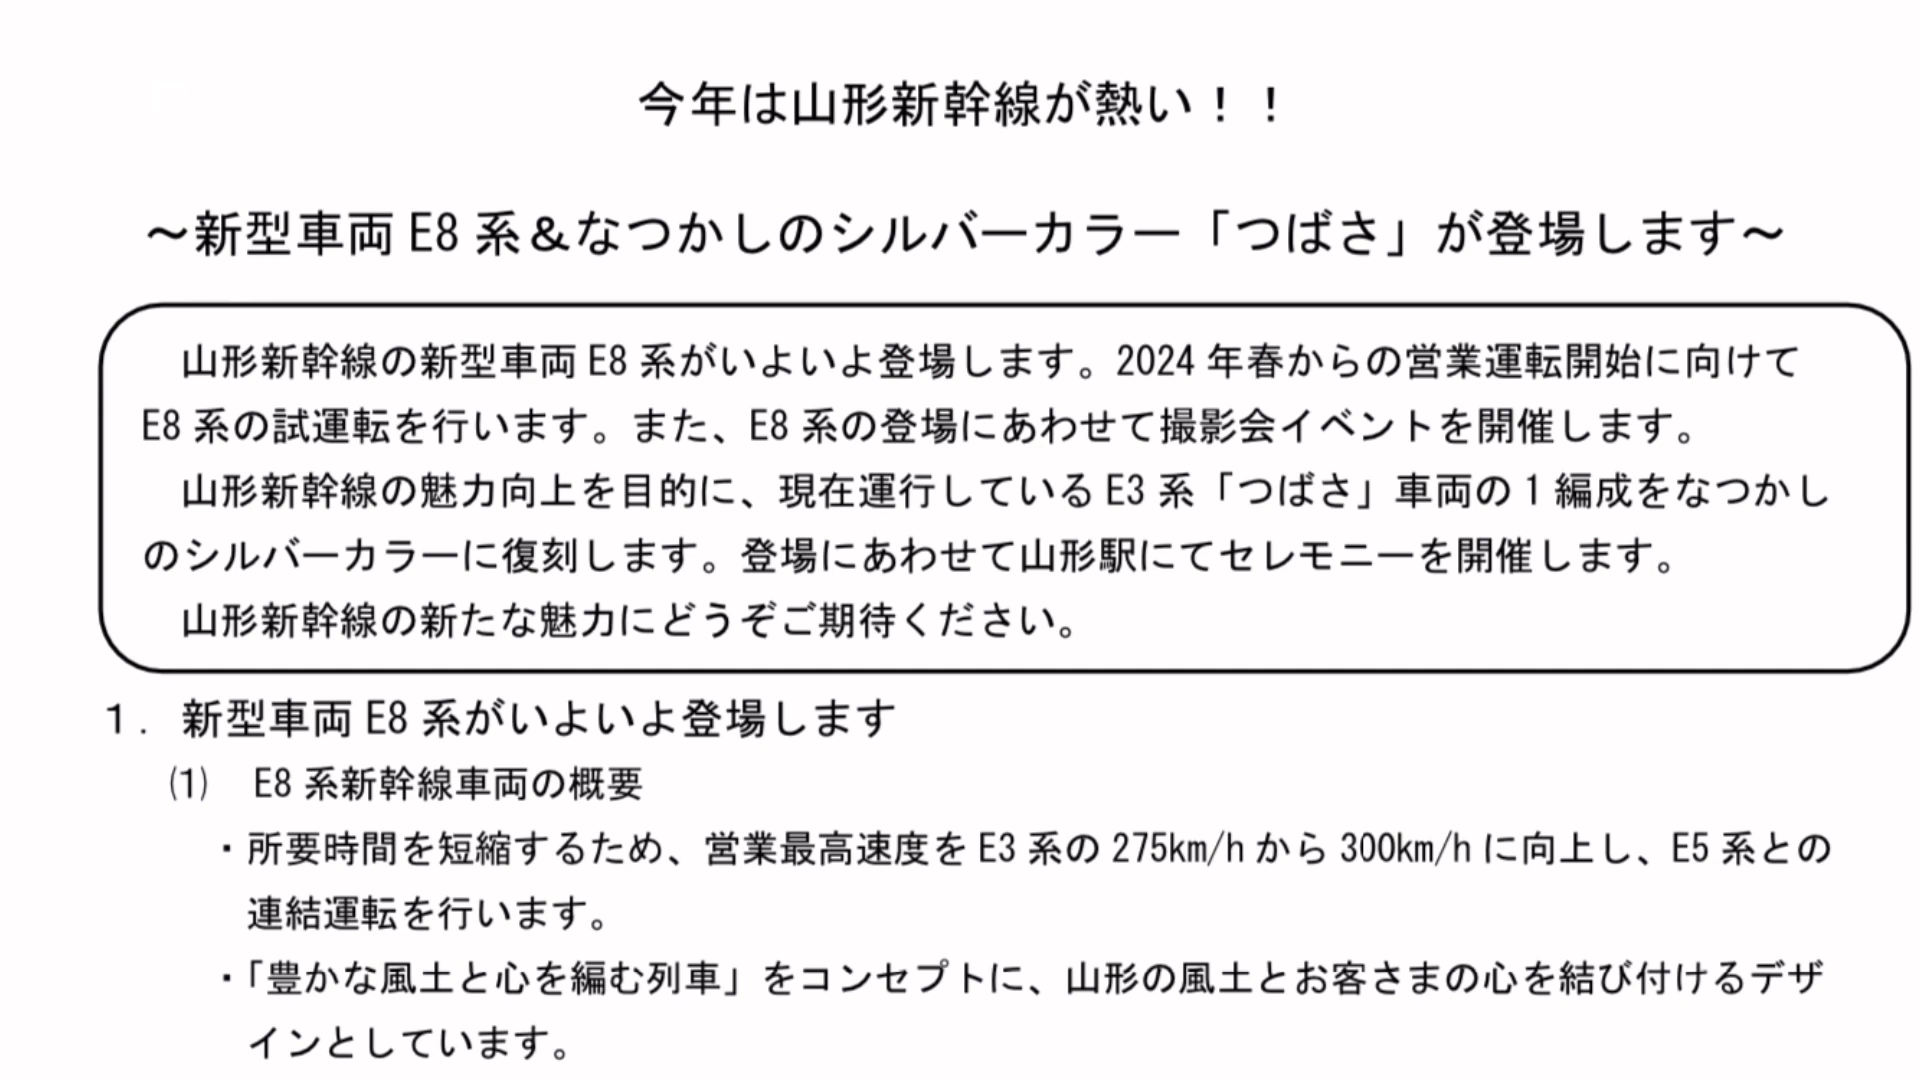 今年は山形新幹線が熱い！！
～新型車両 E8 系＆なつかしのシルバーカラー「つばさ」が登場します～
山形新幹線の新型車両 E8 系がいよいよ登場します。2024 年春からの営業運転開始に向けて
E8 系の試運転を行います。また、E8 系の登場にあわせて撮影会イベントを開催します。
山形新幹線の魅力向上を目的に、現在運行している E3 系「つばさ」車両の 1 編成をなつかし
のシルバーカラーに復刻します。登場にあわせて山形駅にてセレモニーを開催します。
山形新幹線の新たな魅力にどうぞご期待ください。
１．新型車両 E8 系がいよいよ登場します
⑴　E8 系新幹線車両の概要
・所要時間を短縮するため、営業最高速度を E3 系の 275km/h から 300km/h に向上し、E5 系との
連結運転を行います。
・「豊かな風土と心を編む列車」をコンセプトに、山形の風土とお客さまの心を結び付けるデザ
インとしています。